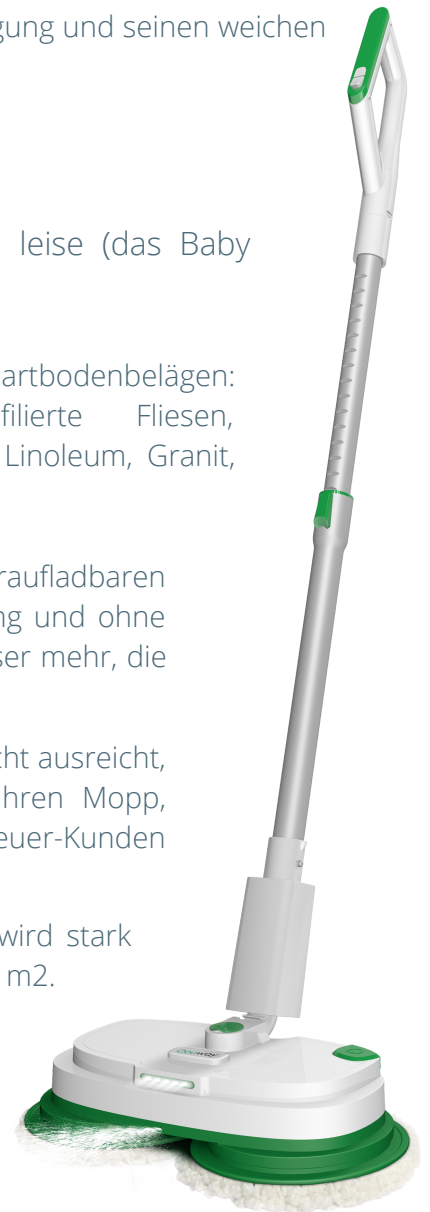 gung und seinen weichen
leise (das Baby
artbodenbelägen:
filierte Fliesen,
Linoleum, Granit,
raufladbaren
ng und ohne
ser mehr, die
cht ausreicht,
hren Mopp,
euer-Kunden
wird stark
m2.